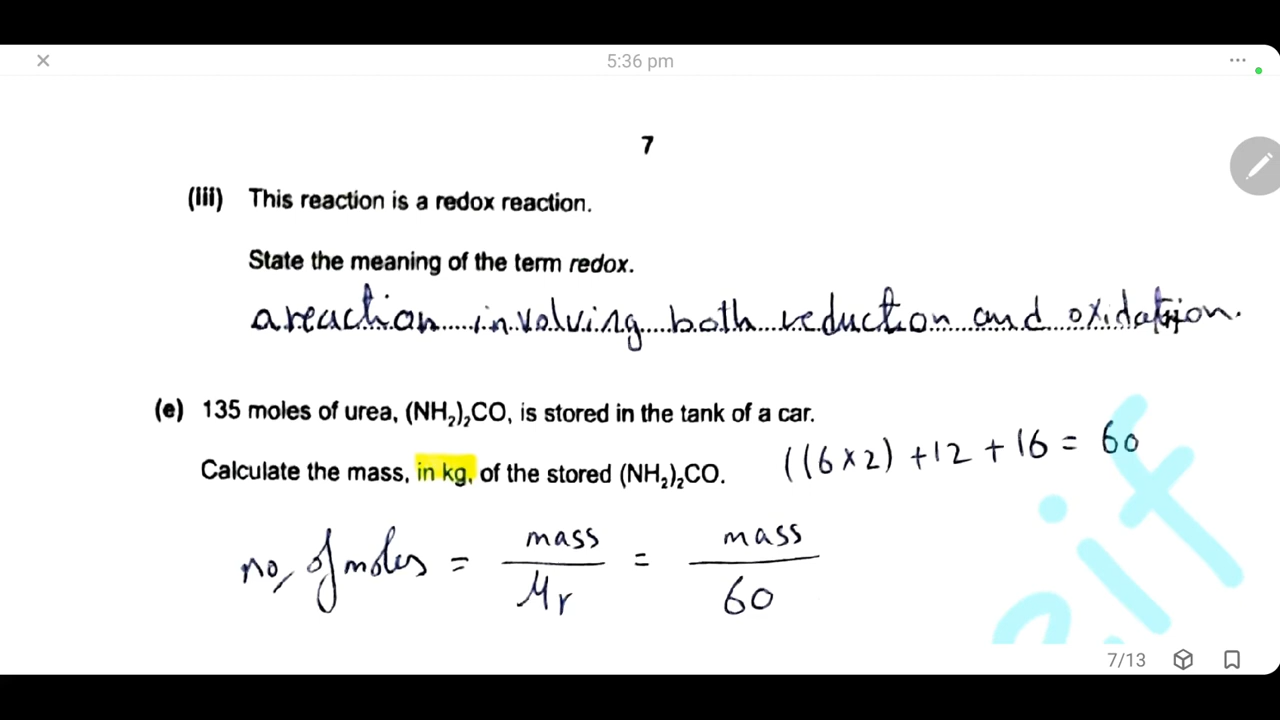 5:36 pm
7
(iii) This reaction is a redox reaction.
State the meaning of the term redox.
a reaction involving both reduction and oxidation.
(e) 135 moles of urea, (NH₂)₂CO, is stored in the tank of a car.
((16 x 2) + 12 + 16 = 60
Calculate the mass, in kg, of the stored (NH₂)₂CO.
no, of moles = mass / Mr = mass / 60
7/13